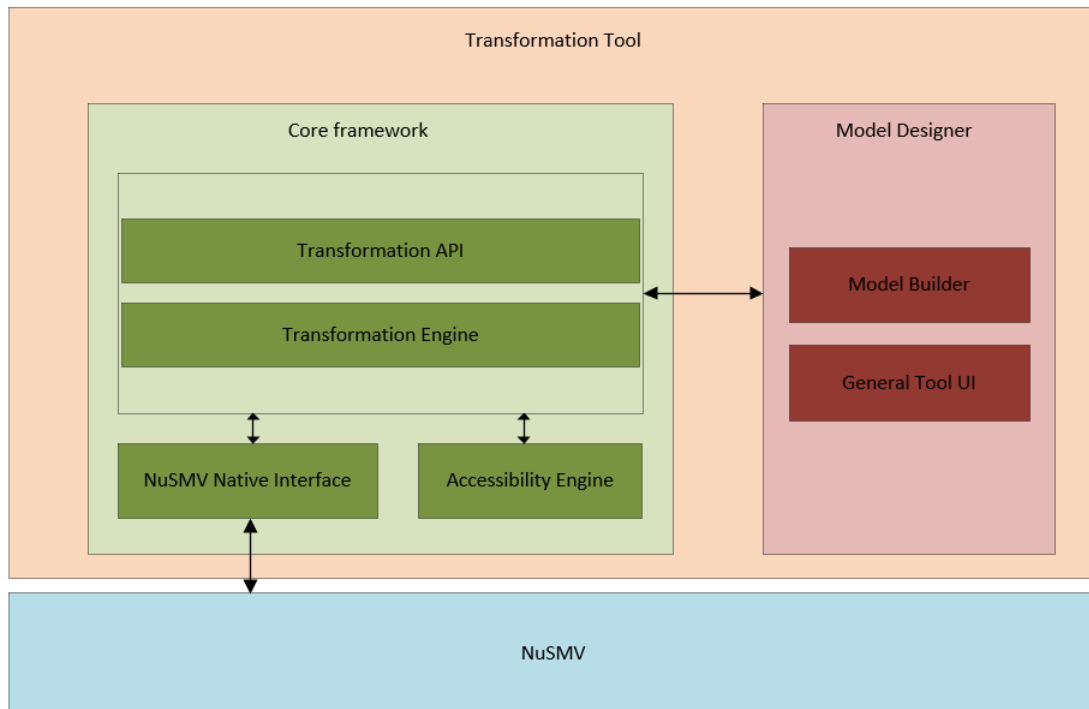 Transformation Tool
Core framework
Transformation API
Transformation Engine
NuSMV Native Interface
Accessibility Engine
Model Designer
Model Builder
General Tool UI
NuSMV